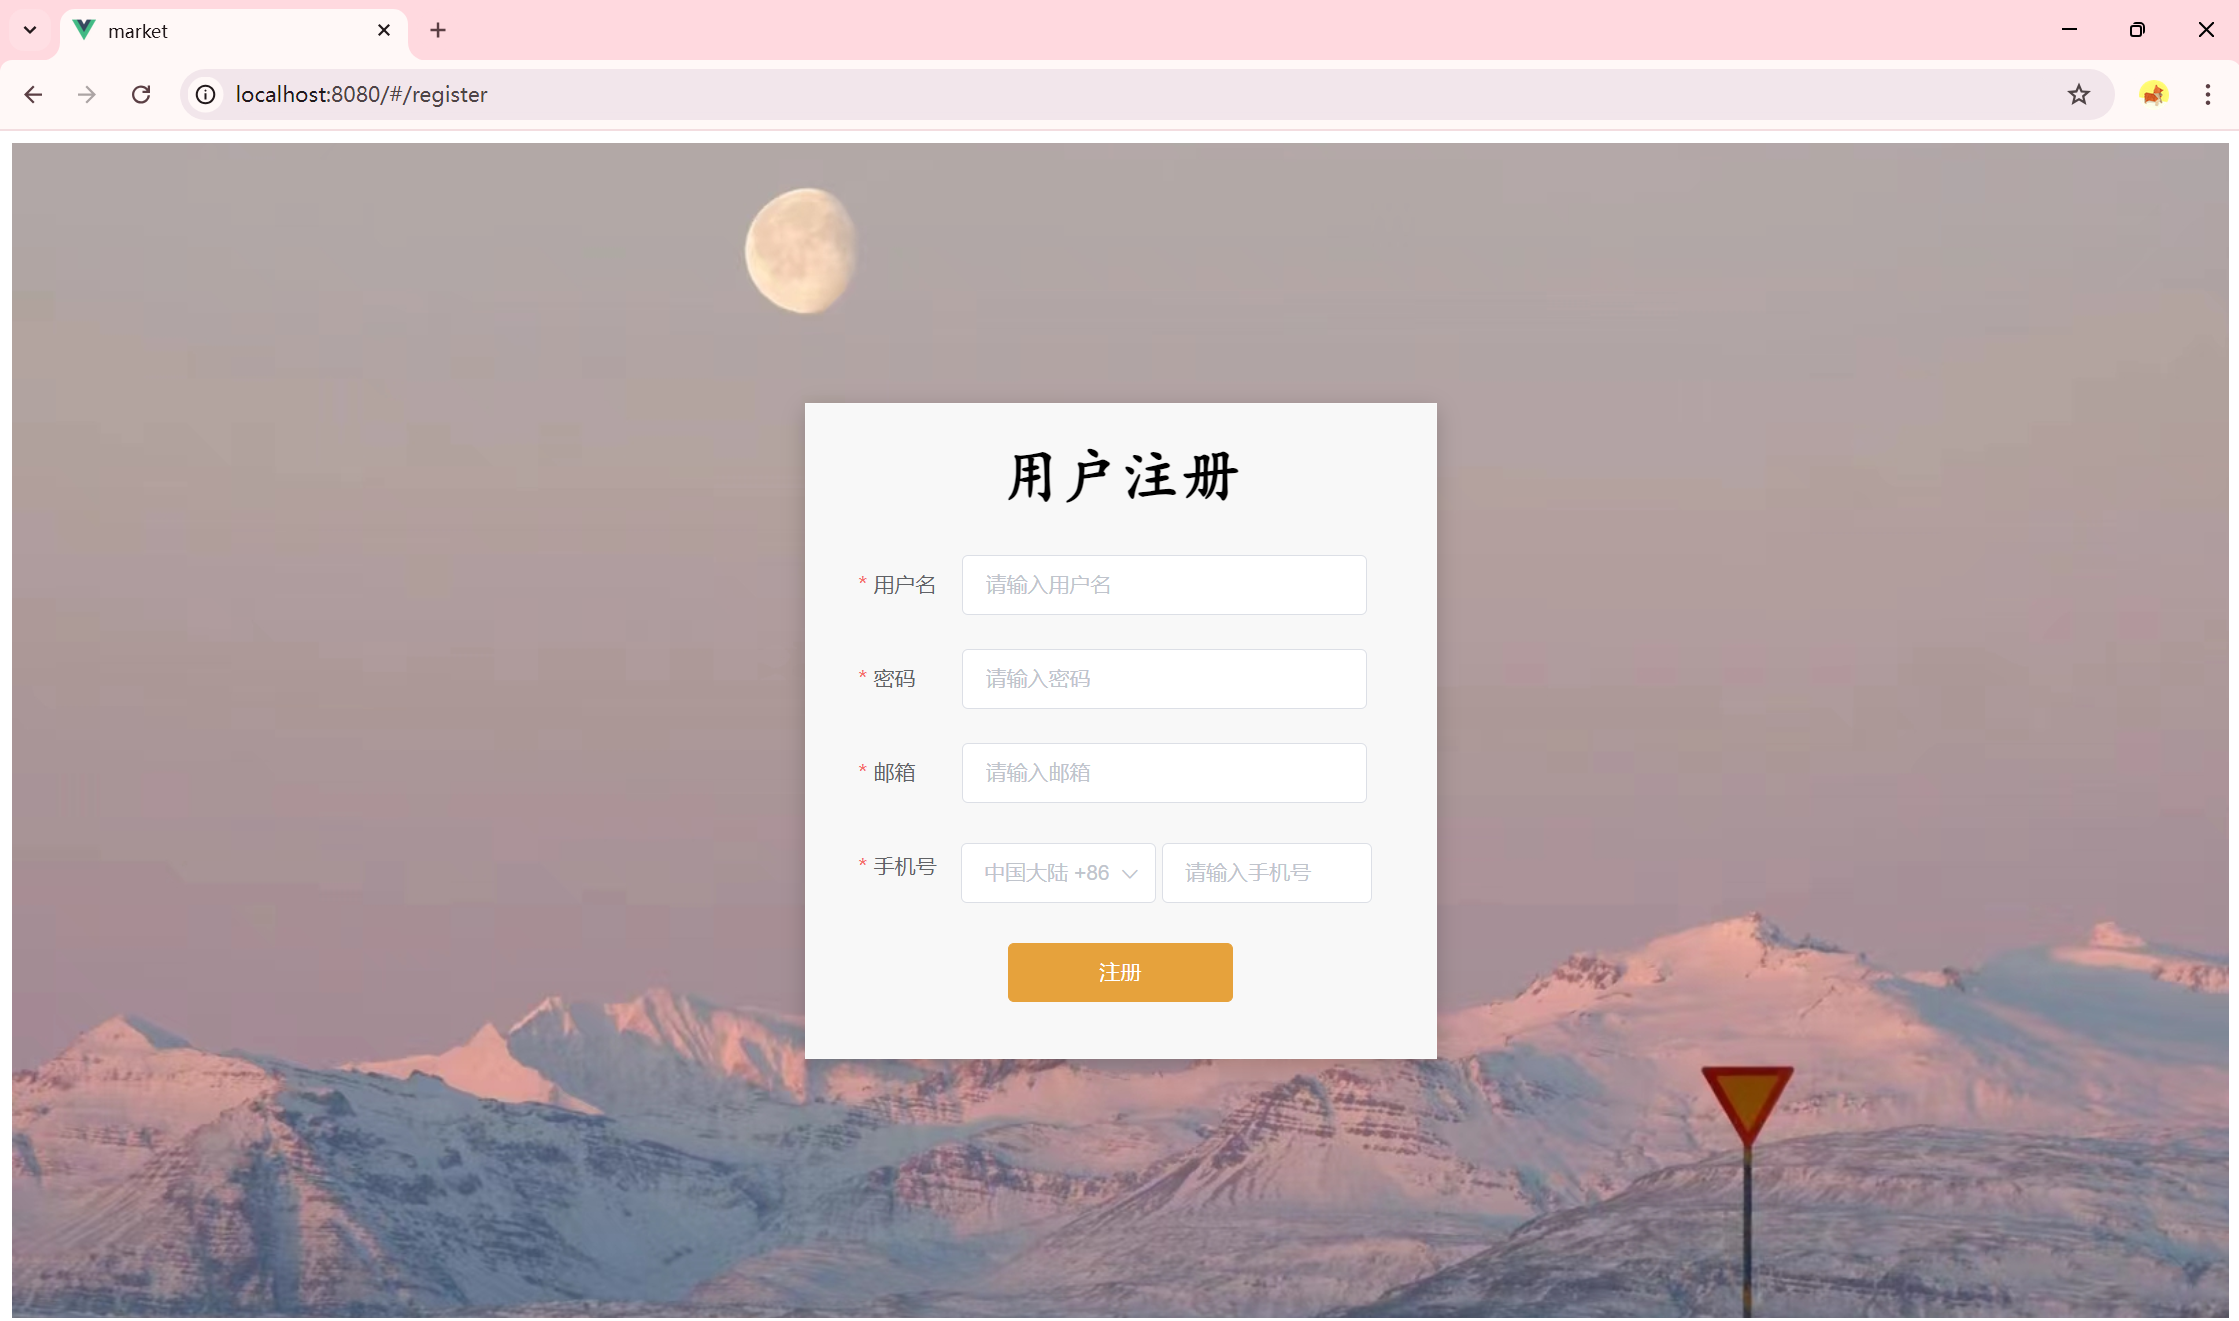 market
localhost:8080/#/register
用户注册
* 用户名 请输入用户名
* 密码 请输入密码
* 邮箱 请输入邮箱
* 手机号 中国大陆 +86 请输入手机号
注册